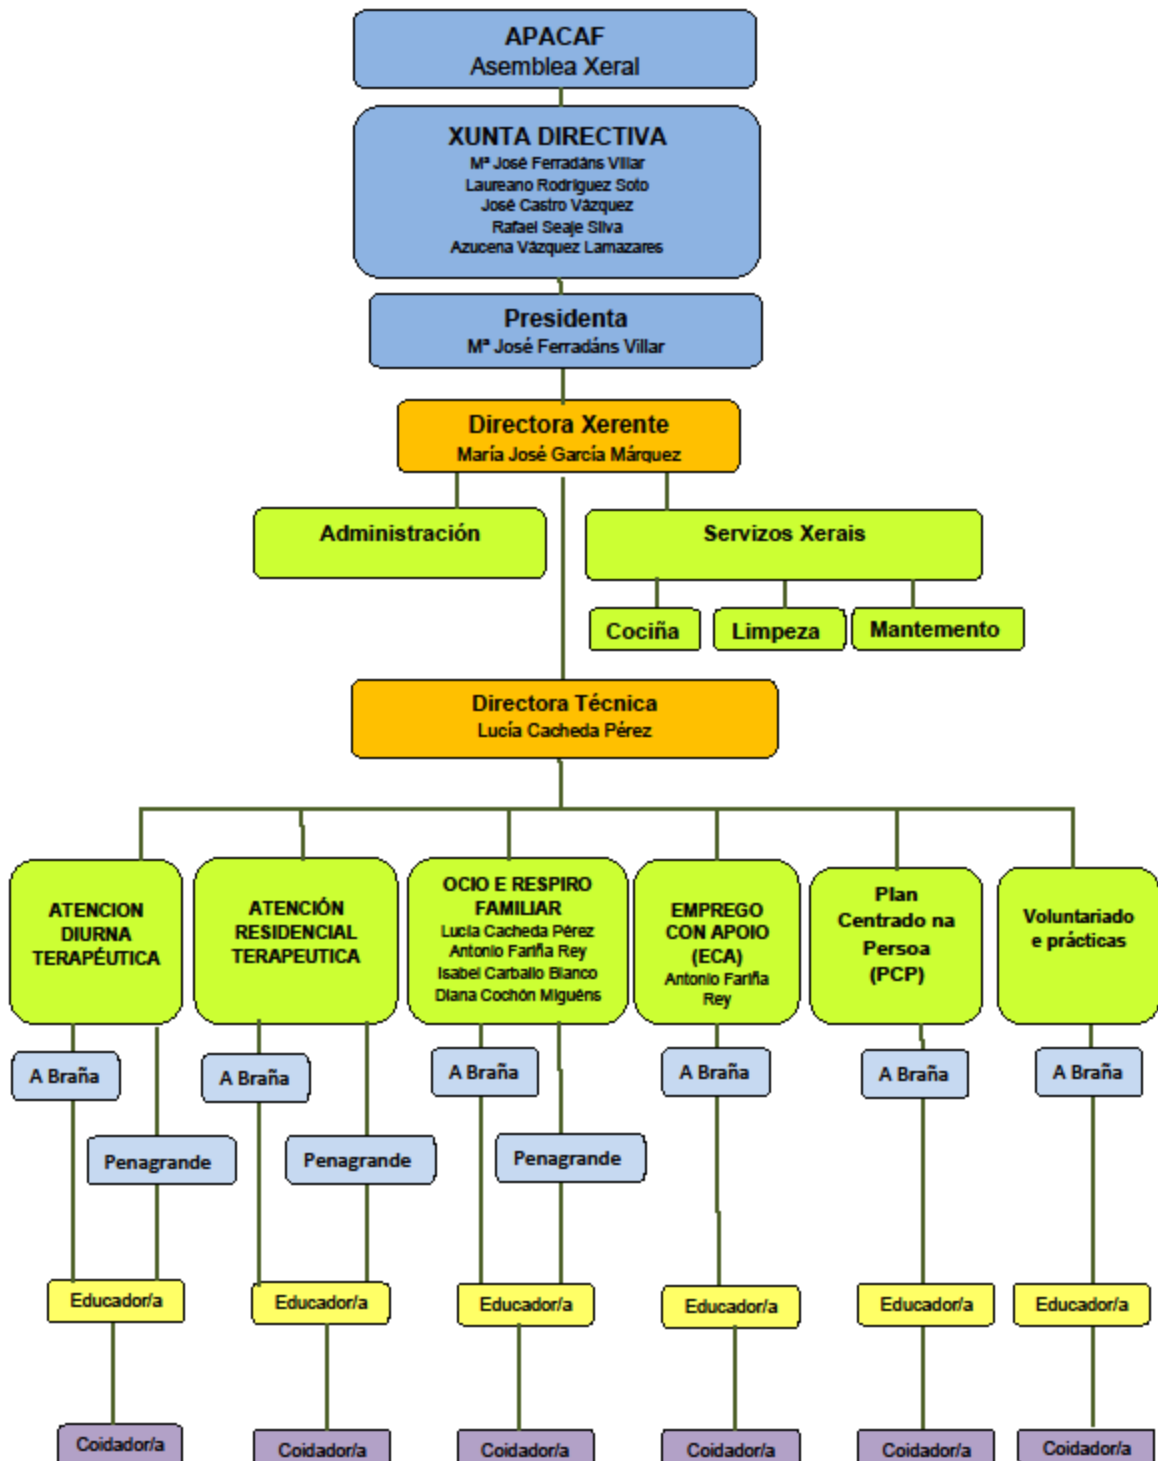 APACAF
Asemblea Xeral
XUNTA DIRECTIVA
Mª José Ferradáns Villar
Laureano Rodríguez Soto
José Castro Vázquez
Rafael Seaje Silva
Azucena Vázquez Lamazares
Presidenta
Mª José Ferradáns Villar
Directora Xerente
María José García Márquez
Administración
Servizos Xerais
Cociña
Limpeza
Mantemento
Directora Técnica
Lucía Cacheda Pérez
ATENCION
DIURNA
TERAPÉUTICA
ATENCIÓN
RESIDENCIAL
TERAPEUTICA
OCIO E RESPIRO
FAMILIAR
Lucía Cacheda Pérez
Antonio Fariña Rey
Isabel Carballo Blanco
Diana Cochón Miguéns
EMPREGO
CON APOIO
(ECA)
Antonio Fariña
Rey
Plan
Centrado na
Persoa
(PCP)
Voluntariado
e prácticas
A Braña
A Braña
A Braña
A Braña
A Braña
A Braña
Penagrande
Penagrande
Penagrande
Educador/a
Educador/a
Educador/a
Educador/a
Educador/a
Educador/a
Coidador/a
Coidador/a
Coidador/a
Coidador/a
Coidador/a
Coidador/a